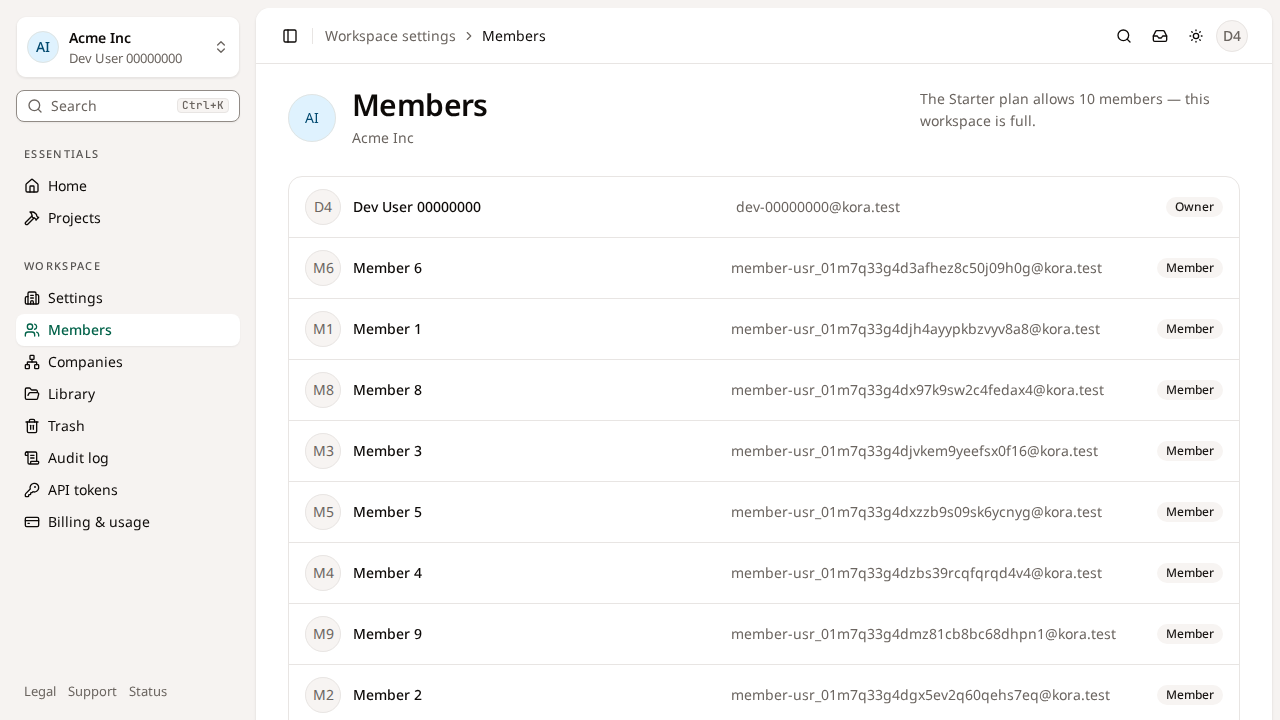 AI
Acme Inc
Dev User 00000000
Search
Ctrl+K
ESSENTIALS
Home
Projects
WORKSPACE
Settings
Members
Companies
Library
Trash
Audit log
API tokens
Billing & usage
Legal Support Status
Workspace settings > Members
D4
AI
Members
Acme Inc
The Starter plan allows 10 members — this
workspace is full.
D4 Dev User 00000000 dev-00000000@kora.test Owner
M6 Member 6 member-usr_01m7q33g4d3afhez8c50j09h0g@kora.test Member
M1 Member 1 member-usr_01m7q33g4djh4ayypkbzvyv8a8@kora.test Member
M8 Member 8 member-usr_01m7q33g4dx97k9sw2c4fedax4@kora.test Member
M3 Member 3 member-usr_01m7q33g4djvkem9yeefsx0f16@kora.test Member
M5 Member 5 member-usr_01m7q33g4dxzzb9s09sk6ycnyg@kora.test Member
M4 Member 4 member-usr_01m7q33g4dzbs39rcqfqrqd4v4@kora.test Member
M9 Member 9 member-usr_01m7q33g4dmz81cb8bc68dhpn1@kora.test Member
M2 Member 2 member-usr_01m7q33g4dgx5ev2q60qehs7eq@kora.test Member